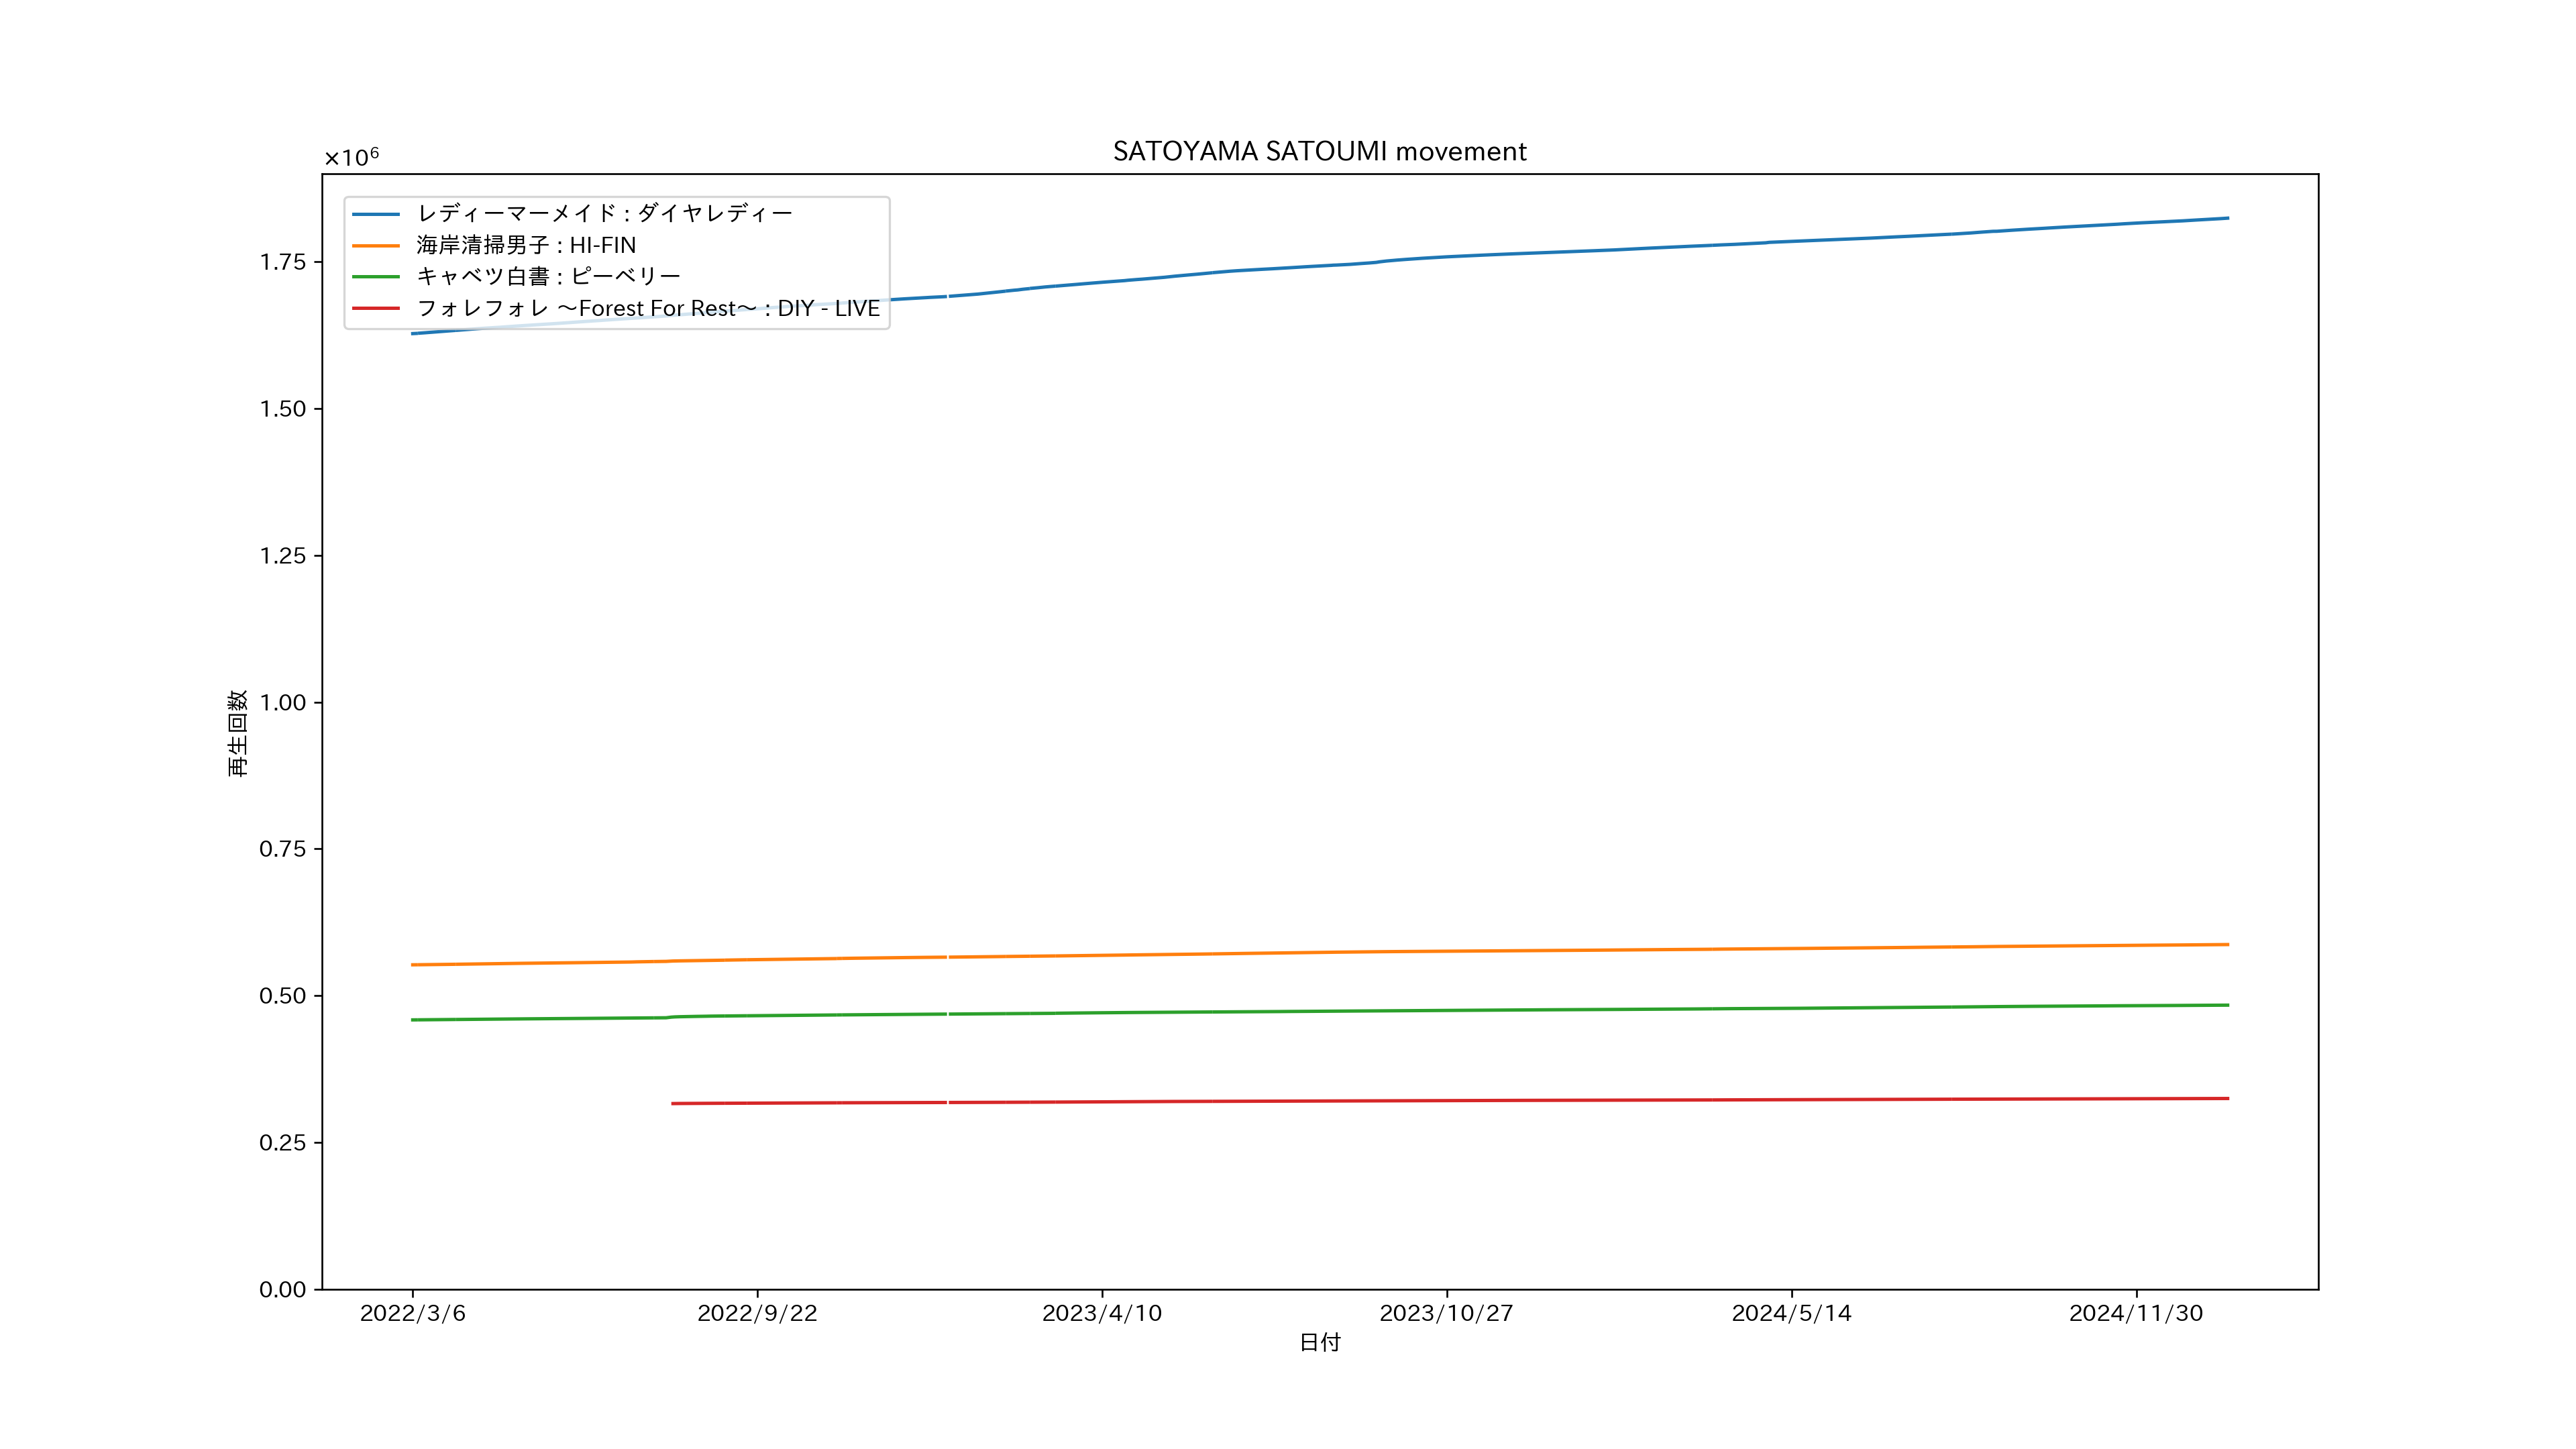 SATOYAMA SATOUMI movement
×10⁶
レディーマーメイド : ダイヤレディー
海岸清掃男子 : HI-FIN
キャベツ白書 : ピーベリー
フォレフォレ ～Forest For Rest～ : DIY - LIVE
1.75
1.50
1.25
1.00
0.75
0.50
0.25
0.00
再生回数
2022/3/6 2022/9/22 2023/4/10 2023/10/27 2024/5/14 2024/11/30
日付